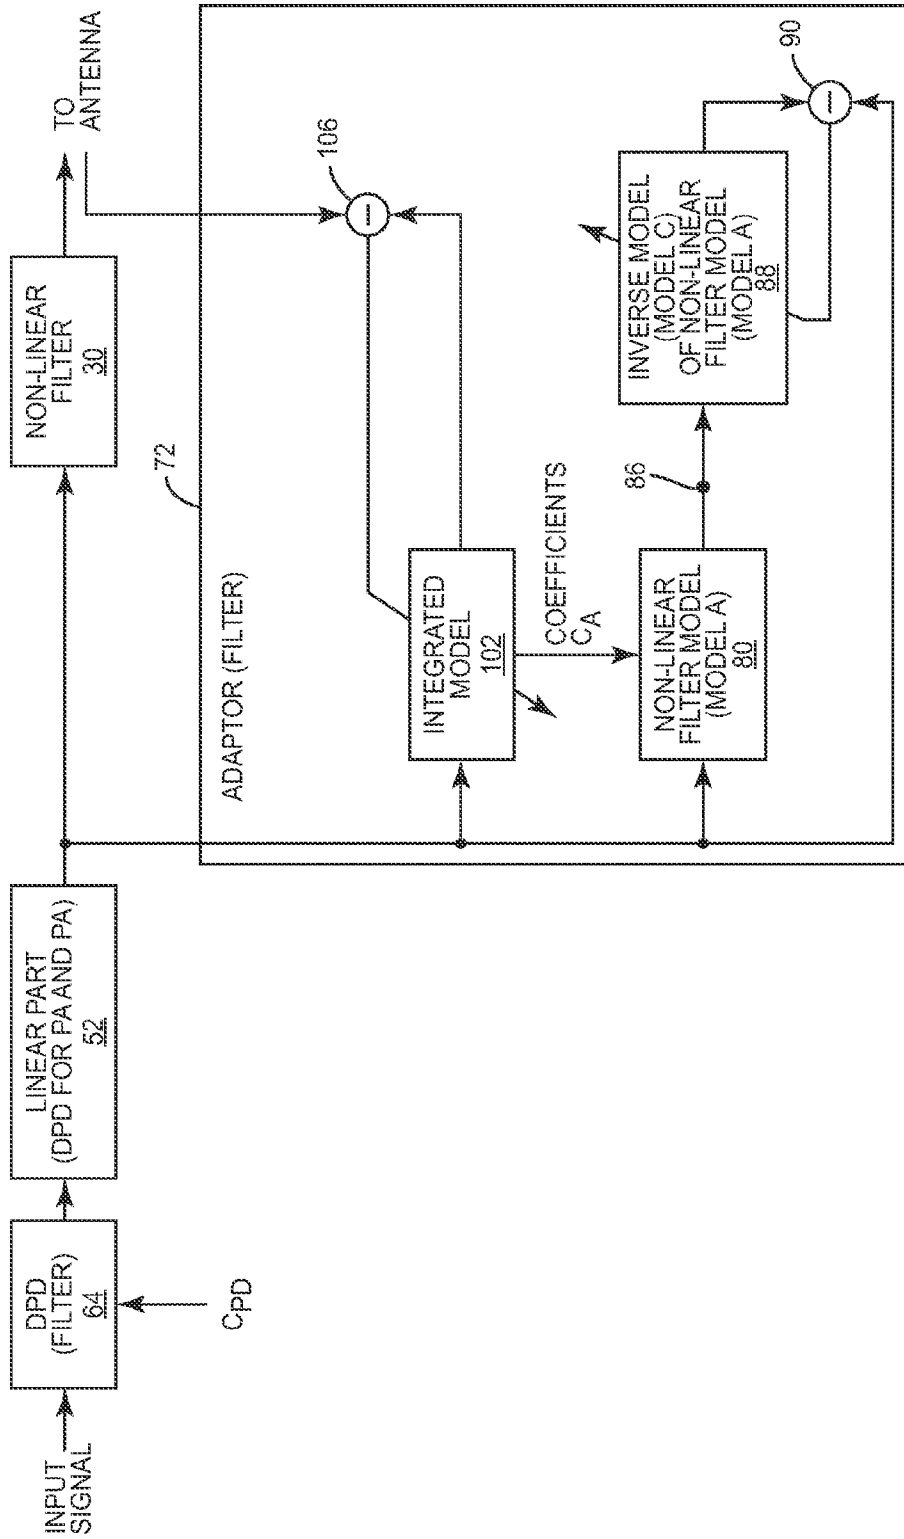 INPUT
SIGNAL
DPD
(FILTER)
64
CPD
LINEAR PART
(DPD FOR PA AND PA)
52
NON-LINEAR
FILTER
30
TO
ANTENNA
72
ADAPTOR (FILTER)
106
INTEGRATED
MODEL
102
COEFFICIENTS
CA
NON-LINEAR
FILTER MODEL
(MODEL A)
80
86
INVERSE MODEL
(MODEL C)
OF NON-LINEAR
FILTER MODEL
(MODEL A)
88
90